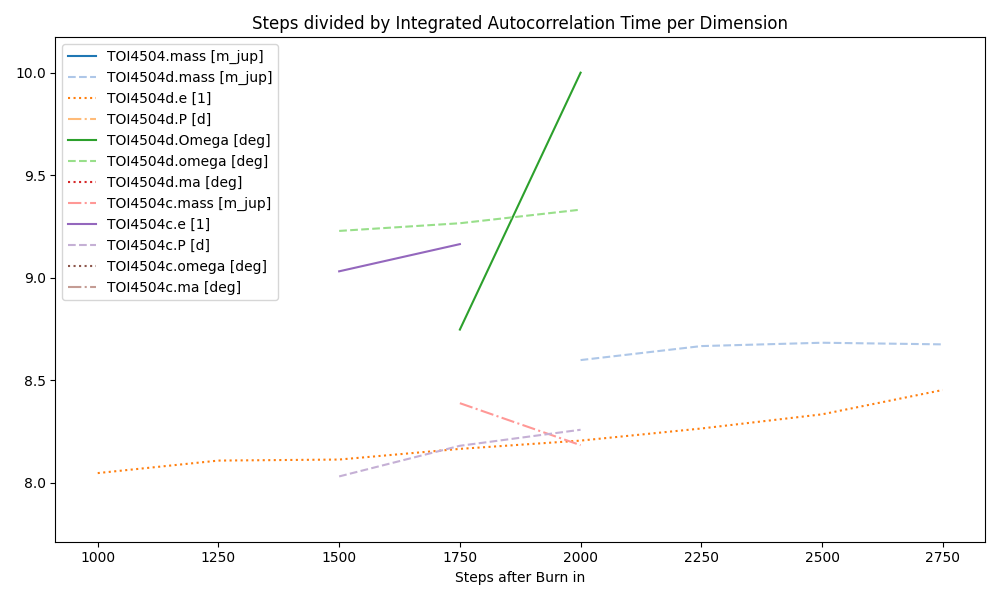 Steps divided by Integrated Autocorrelation Time per Dimension
TOI4504.mass [m_jup]
TOI4504d.mass [m_jup]
TOI4504d.e [1]
TOI4504d.P [d]
TOI4504d.Omega [deg]
TOI4504d.omega [deg]
TOI4504d.ma [deg]
TOI4504c.mass [m_jup]
TOI4504c.e [1]
TOI4504c.P [d]
TOI4504c.omega [deg]
TOI4504c.ma [deg]
10.0
9.5
9.0
8.5
8.0
1000 1250 1500 1750 2000 2250 2500 2750
Steps after Burn in